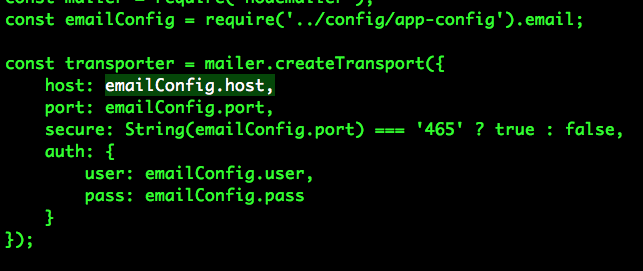 const mailer = require('nodemailer');
const emailConfig = require('../config/app-config').email;
const transporter = mailer.createTransport({
host: emailConfig.host,
port: emailConfig.port,
secure: String(emailConfig.port) === '465' ? true : false,
auth: {
user: emailConfig.user,
pass: emailConfig.pass
}
});